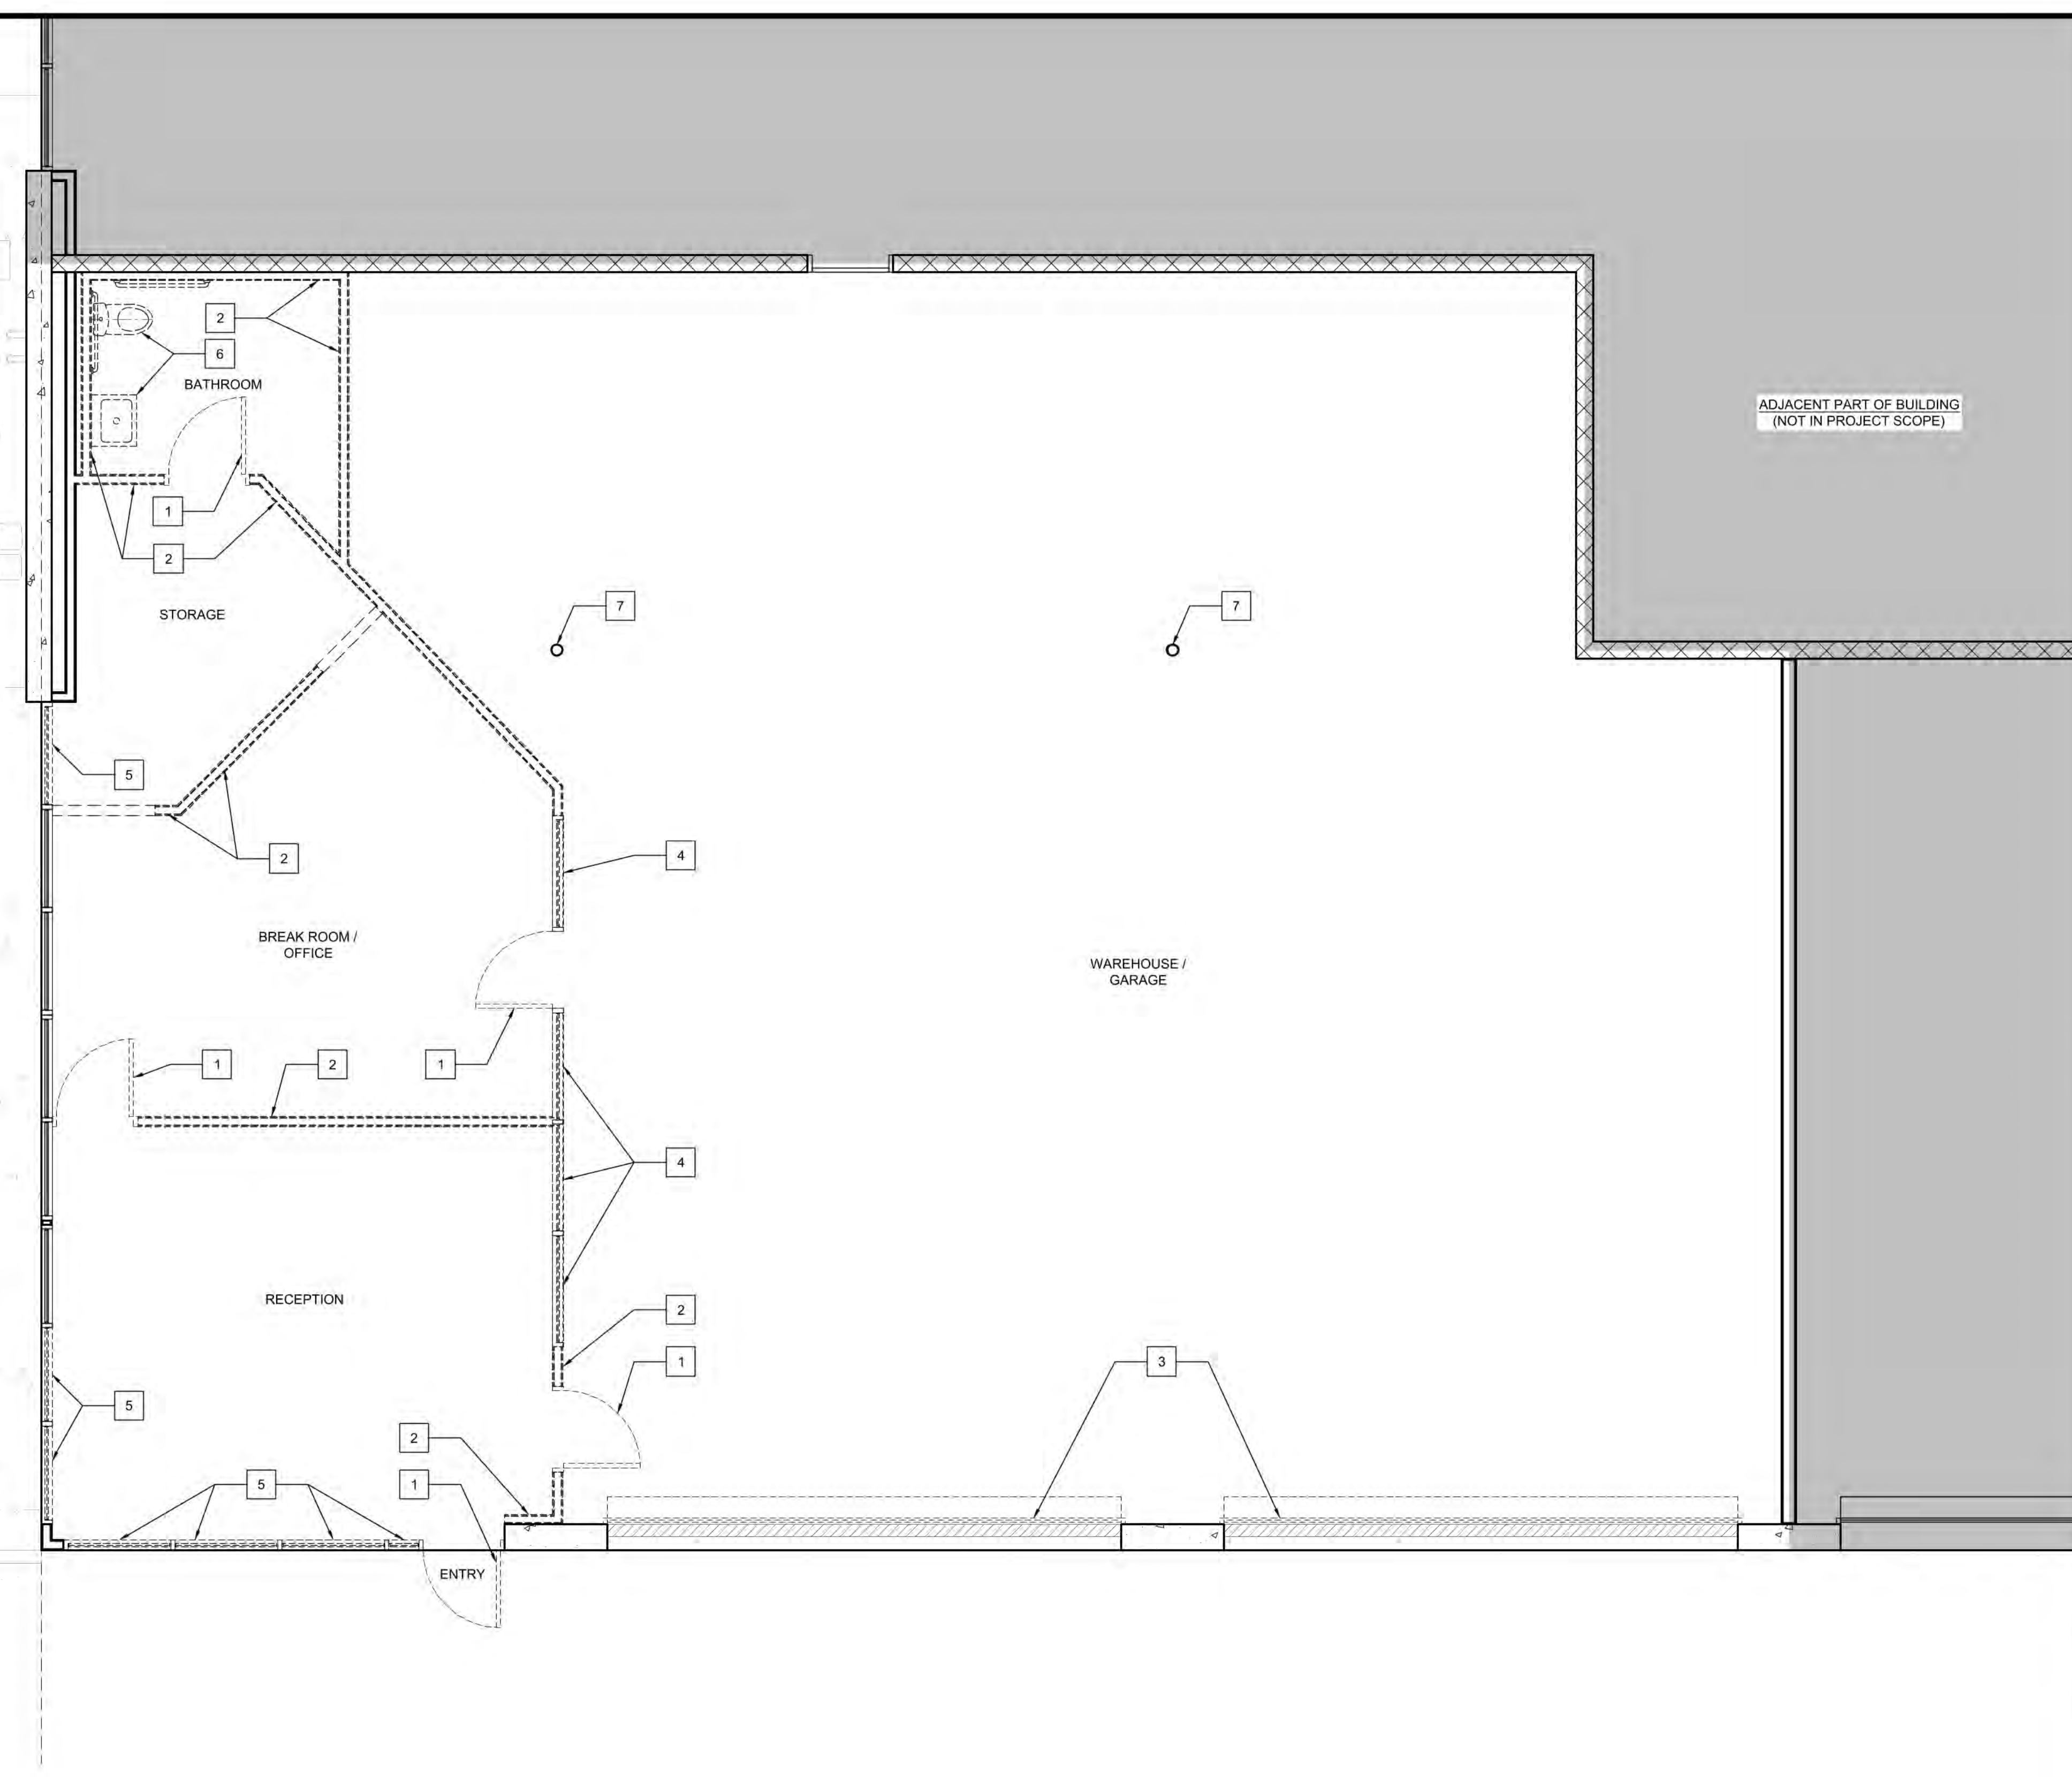 2
6
BATHROOM
ADJACENT PART OF BUILDING
(NOT IN PROJECT SCOPE)
1
2
7
7
STORAGE
5
2
4
BREAK ROOM /
OFFICE
WAREHOUSE /
GARAGE
1
2
1
4
RECEPTION
2
1
3
5
2
5
1
ENTRY